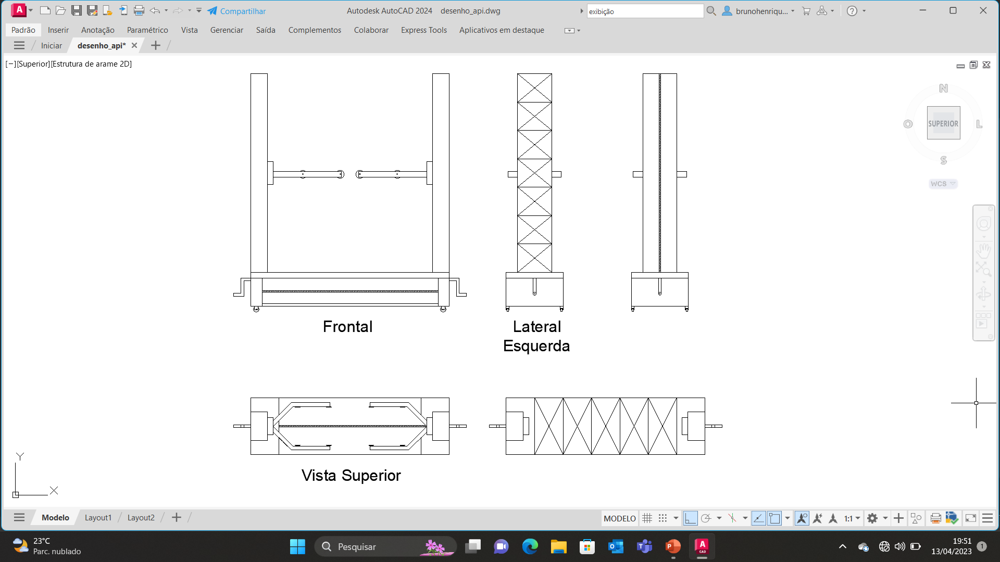 A
Compartilhar
Autodesk AutoCAD 2024 desenho_api.dwg
exibição
brunohenriqu...
Padrão Inserir Anotação Paramétrico Vista Gerenciar Saída Complementos Colaborar Express Tools Aplicativos em destaque
Iniciar desenho_api*
[−][Superior][Estrutura de arame 2D]
N
O SUPERIOR L
S
WCS
Frontal
Lateral
Esquerda
Vista Superior
Y
X
Modelo Layout1 Layout2
MODELO 1:1
23°C
Parc. nublado
Pesquisar
A
CAD
19:51
13/04/2023
1